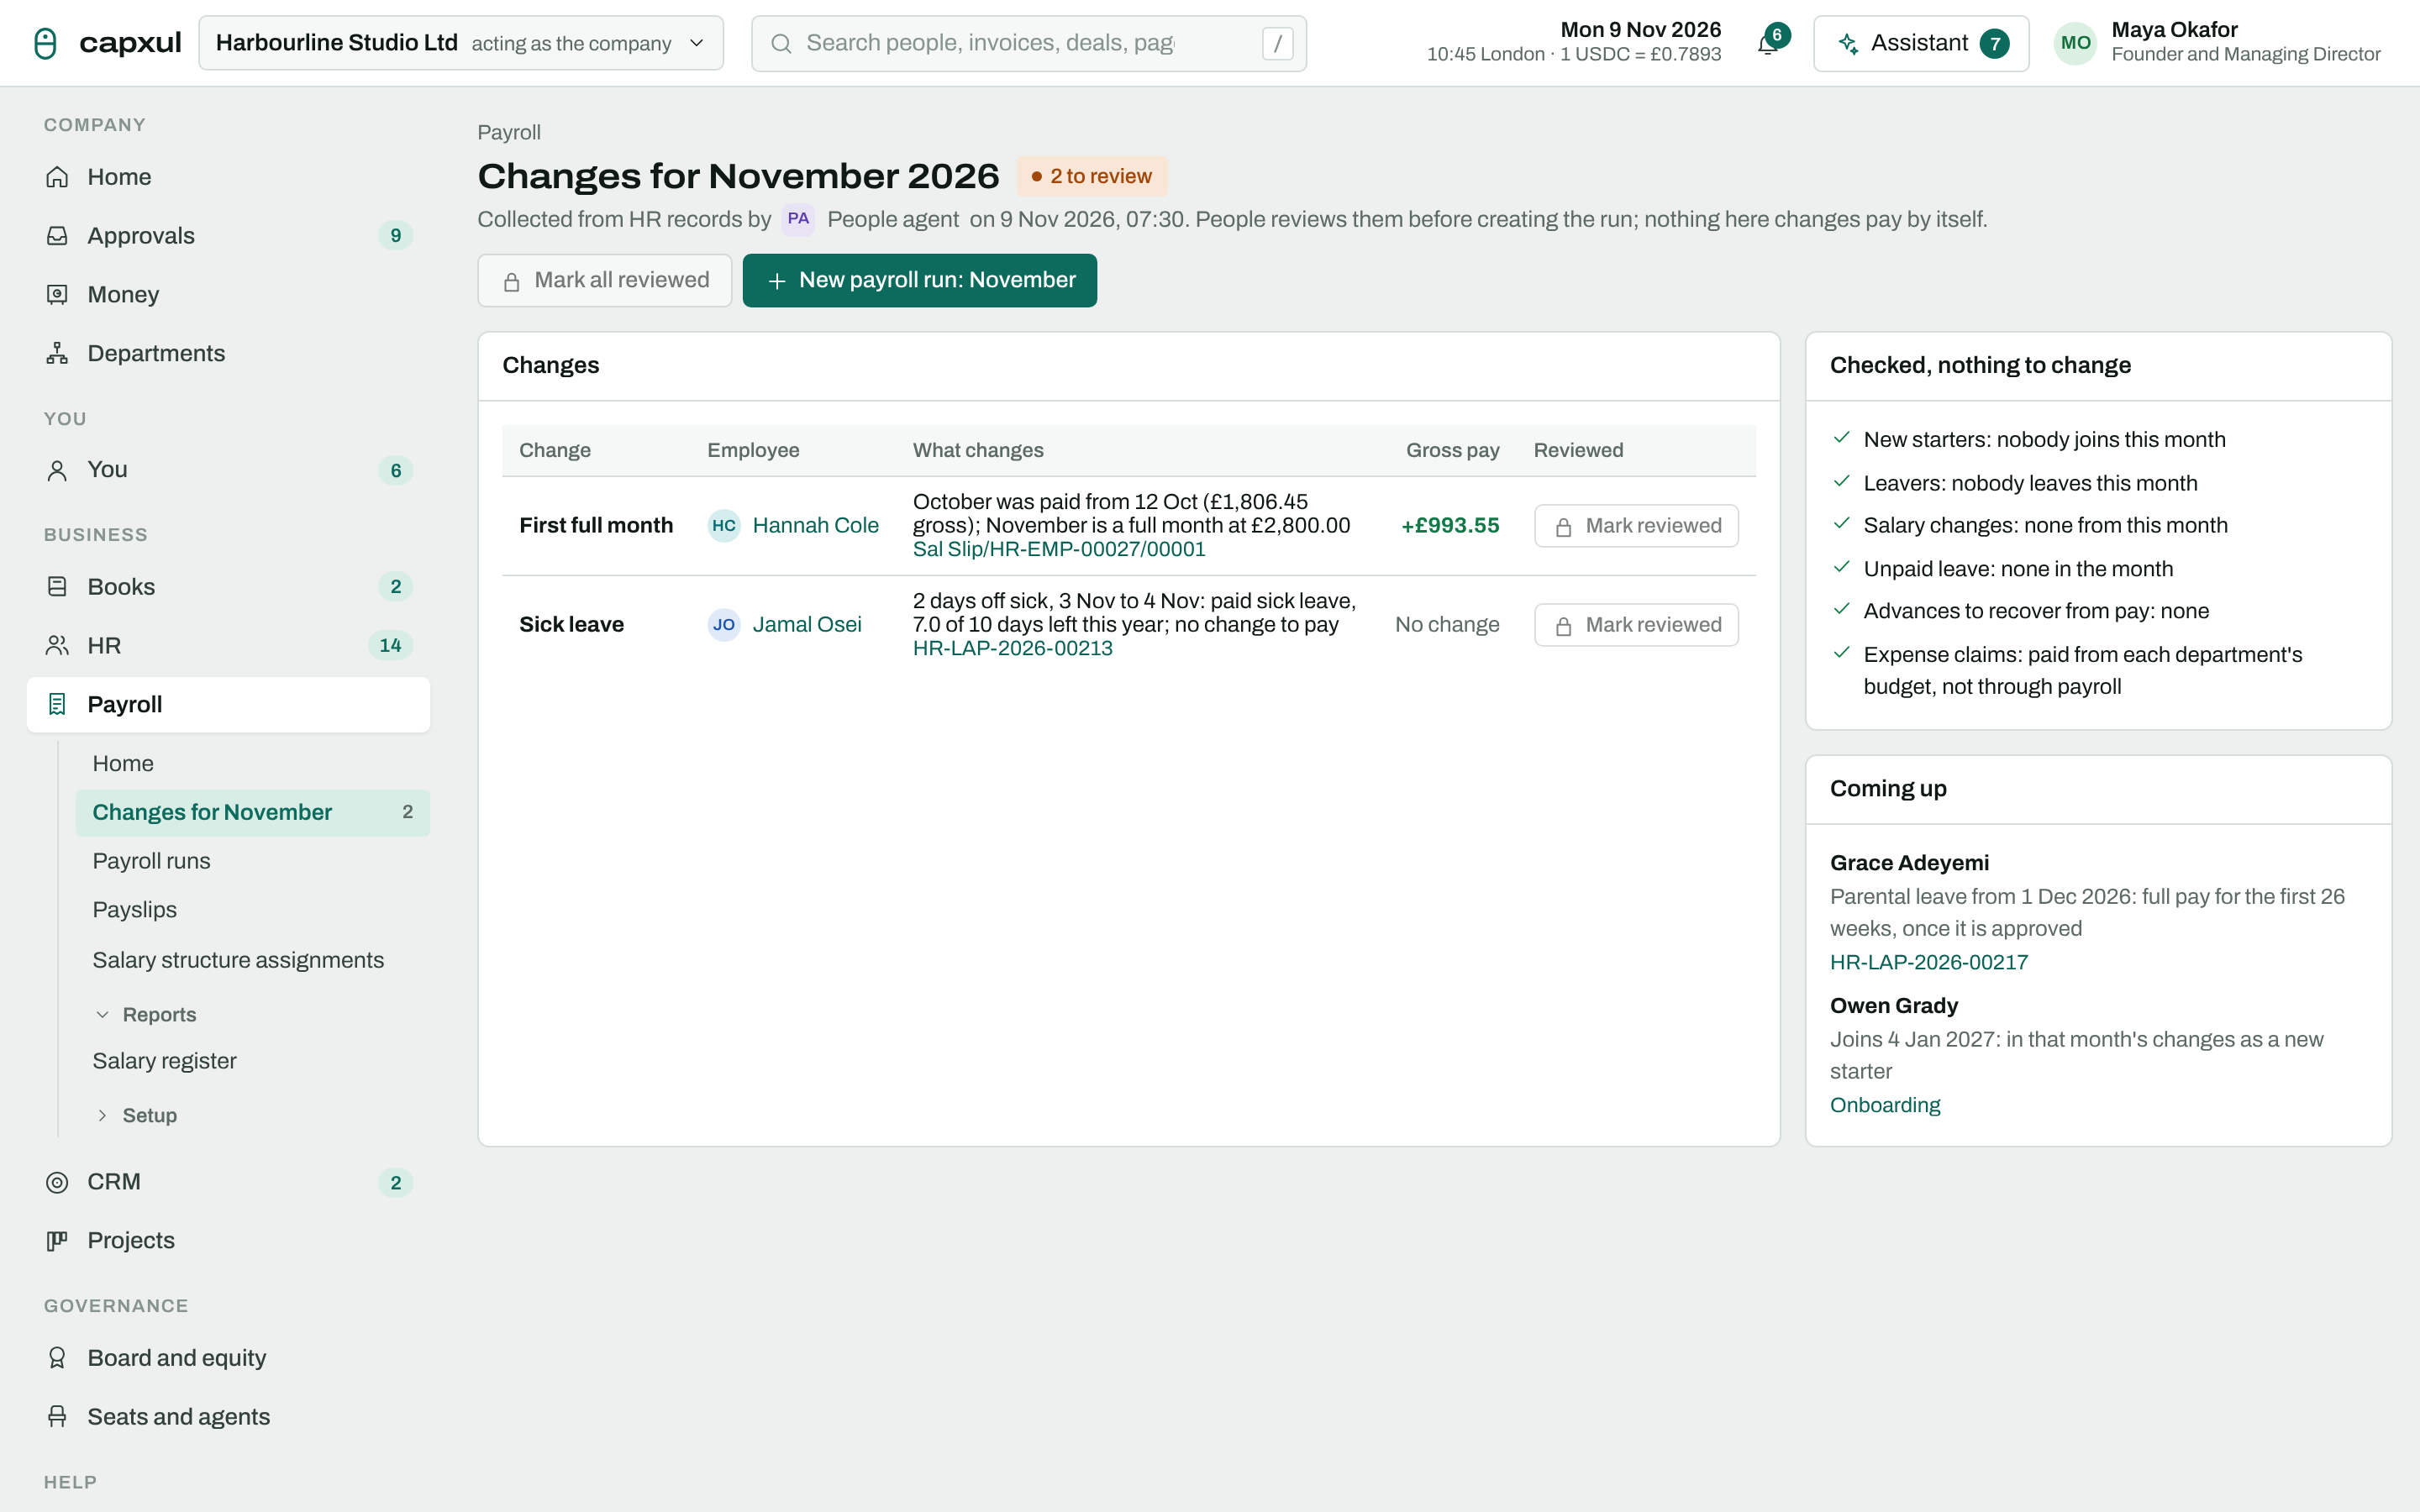 capxul
Harbourline Studio Ltd acting as the company
Search people, invoices, deals, pag
/
Mon 9 Nov 2026
10:45 London · 1 USDC = £0.7893
6
Assistant 7
MO
Maya Okafor
Founder and Managing Director
COMPANY
Home
Approvals 9
Money
Departments
YOU
You 6
BUSINESS
Books 2
HR 14
Payroll
Home
Changes for November 2
Payroll runs
Payslips
Salary structure assignments
Reports
Salary register
Setup
CRM 2
Projects
GOVERNANCE
Board and equity
Seats and agents
HELP
Payroll
Changes for November 2026
2 to review
Collected from HR records by PA People agent on 9 Nov 2026, 07:30. People reviews them before creating the run; nothing here changes pay by itself.
Mark all reviewed
New payroll run: November
Changes
Change Employee What changes Gross pay Reviewed
First full month HC Hannah Cole
October was paid from 12 Oct (£1,806.45
gross); November is a full month at £2,800.00
Sal Slip/HR-EMP-00027/00001
+£993.55 Mark reviewed
Sick leave JO Jamal Osei
2 days off sick, 3 Nov to 4 Nov: paid sick leave,
7.0 of 10 days left this year; no change to pay
HR-LAP-2026-00213
No change Mark reviewed
Checked, nothing to change
New starters: nobody joins this month
Leavers: nobody leaves this month
Salary changes: none from this month
Unpaid leave: none in the month
Advances to recover from pay: none
Expense claims: paid from each department's
budget, not through payroll
Coming up
Grace Adeyemi
Parental leave from 1 Dec 2026: full pay for the first 26
weeks, once it is approved
HR-LAP-2026-00217
Owen Grady
Joins 4 Jan 2027: in that month's changes as a new
starter
Onboarding